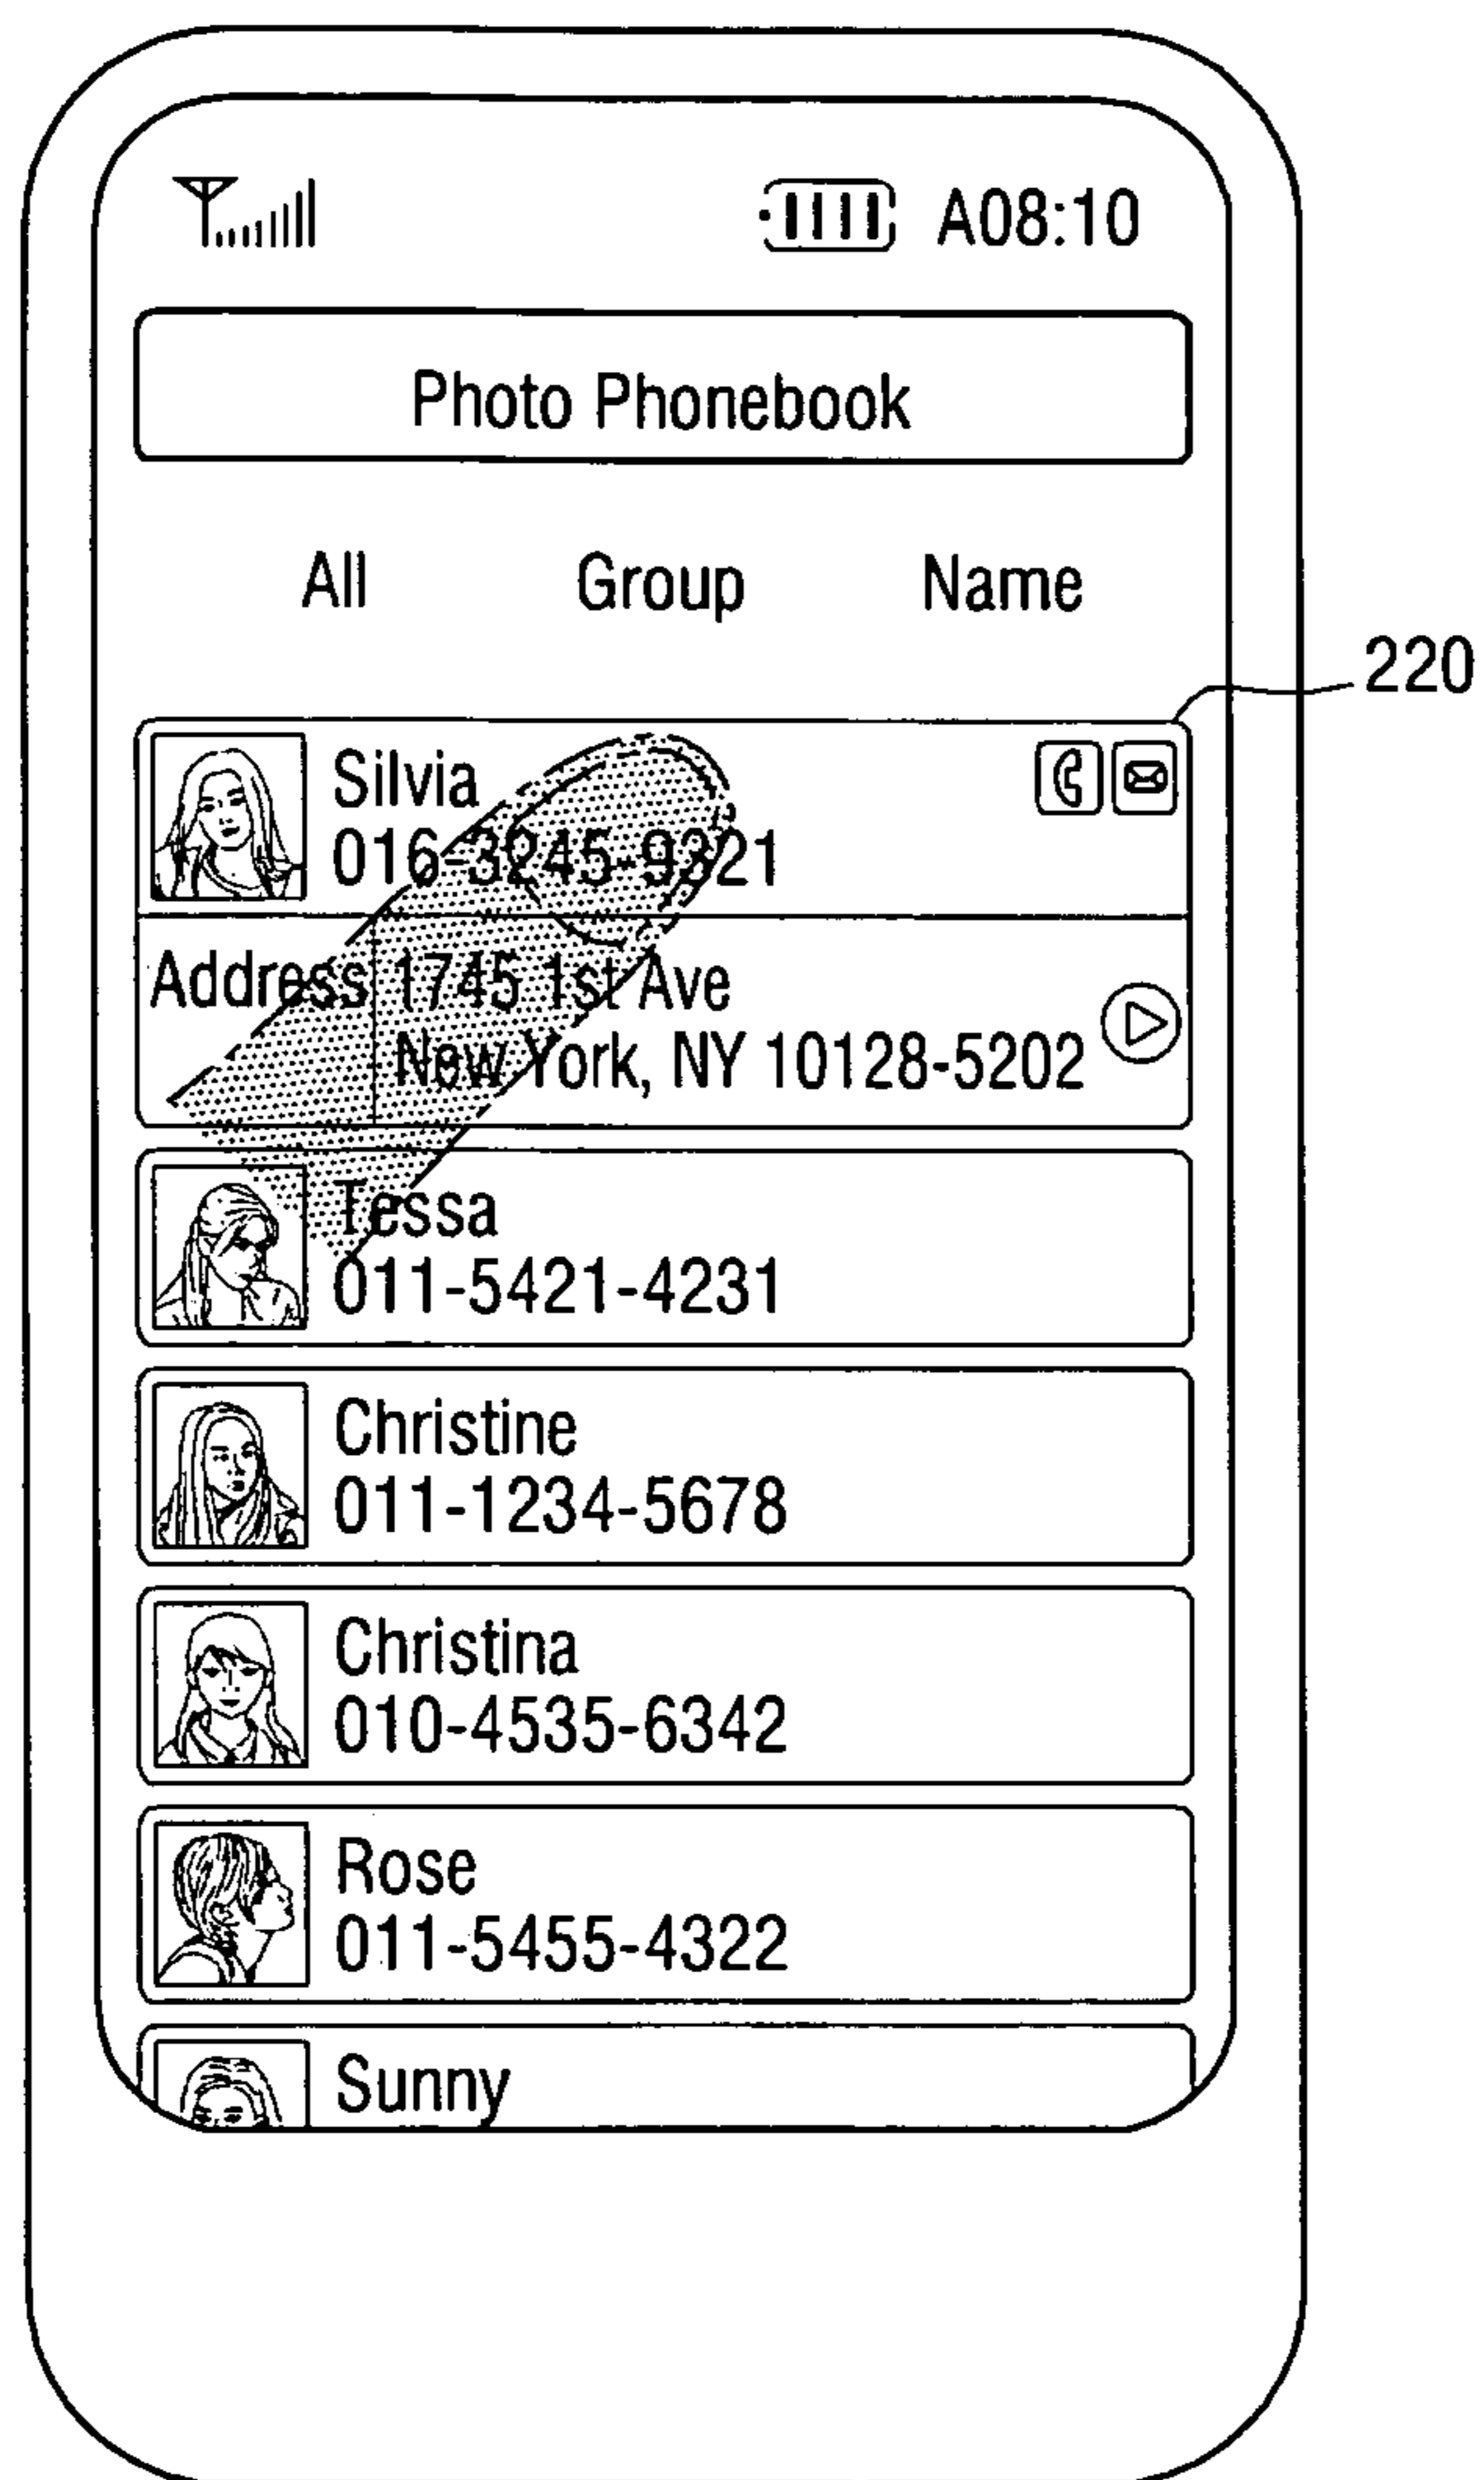 A08:10
Photo Phonebook
All Group Name
220
Silvia
016-3245-9321
Address 1745 1st Ave
New York, NY 10128-5202
Tessa
011-5421-4231
Christine
011-1234-5678
Christina
010-4535-6342
Rose
011-5455-4322
Sunny